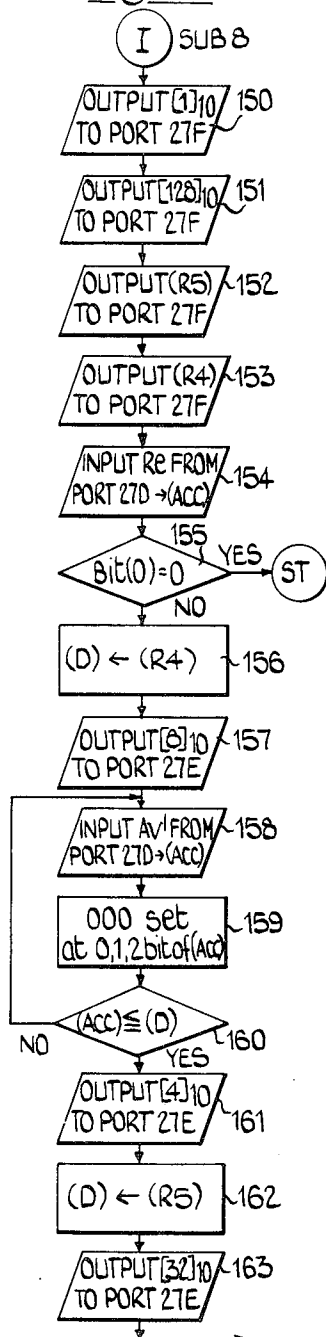 I SUB 8
OUTPUT[1]10
TO PORT 27F
150
OUTPUT[128]10
TO PORT 27F
151
OUTPUT(R5)
TO PORT 27F
152
OUTPUT(R4)
TO PORT 27F
153
INPUT Re FROM
PORT 27D→(ACC)
154
155
Bit(0)=0
YES
ST
NO
(D) ← (R4)
156
OUTPUT[8]10
TO PORT 27E
157
INPUT AV' FROM
PORT 27D→(ACC)
158
000 set
at 0,1,2bitof(ACC)
159
(ACC)≦(D)
160
NO
YES
OUTPUT[4]10
TO PORT 27E
161
(D) ← (R5)
162
OUTPUT[32]10
TO PORT 27E
163